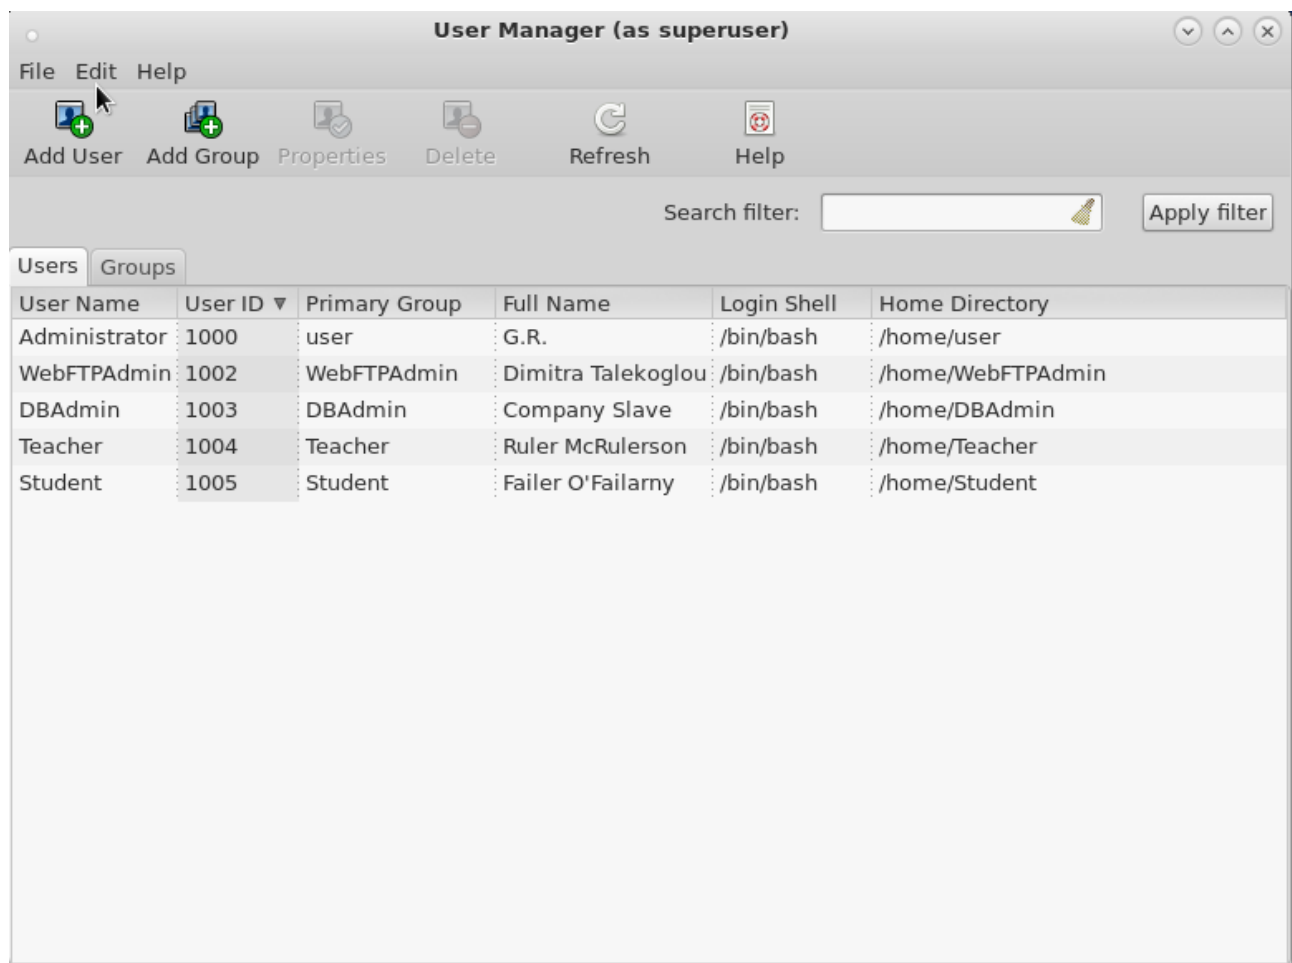 User Manager (as superuser)
File Edit Help
Add User Add Group Properties Delete Refresh Help
Search filter: Apply filter
Users Groups
User Name User ID Primary Group Full Name Login Shell Home Directory
Administrator 1000 user G.R. /bin/bash /home/user
WebFTPAdmin 1002 WebFTPAdmin Dimitra Talekoglou /bin/bash /home/WebFTPAdmin
DBAdmin 1003 DBAdmin Company Slave /bin/bash /home/DBAdmin
Teacher 1004 Teacher Ruler McRulerson /bin/bash /home/Teacher
Student 1005 Student Failer O'Failarny /bin/bash /home/Student